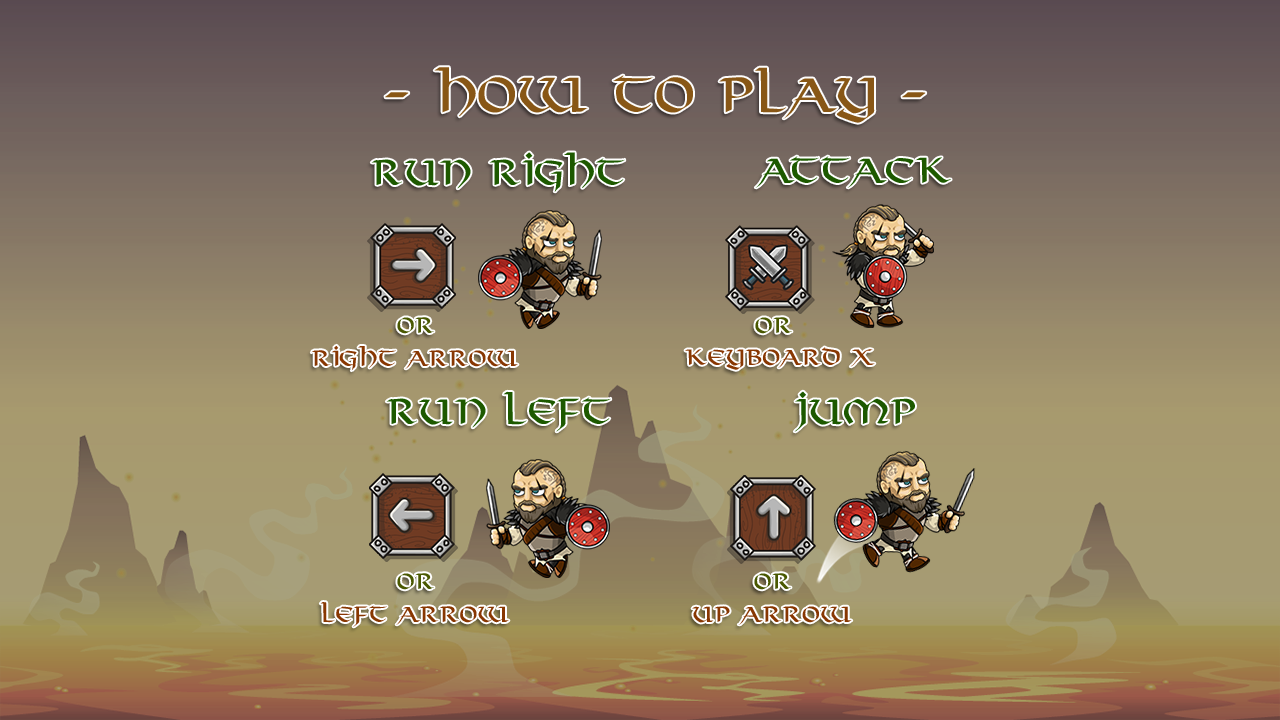 - HOW TO PLAY -
RUN RIGHT
OR
RIGHT ARROW
ATTACK
OR
KEYBOARD X
RUN LEFT
OR
LEFT ARROW
JUMP
OR
UP ARROW